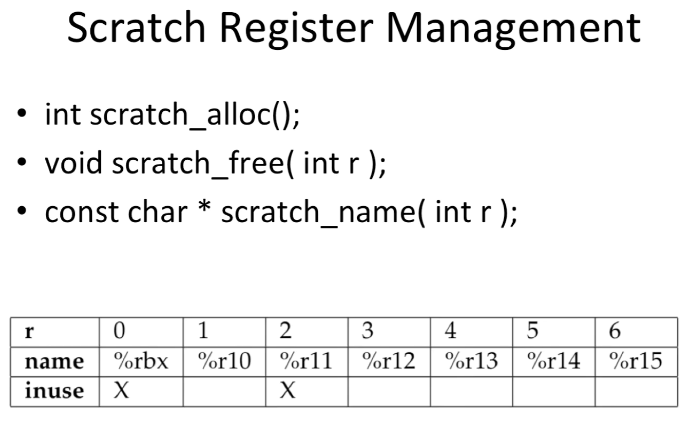 Scratch Register Management
• int scratch_alloc();
• void scratch_free( int r );
• const char * scratch_name( int r );
r 0 1 2 3 4 5 6
name %rbx %r10 %r11 %r12 %r13 %r14 %r15
inuse X X